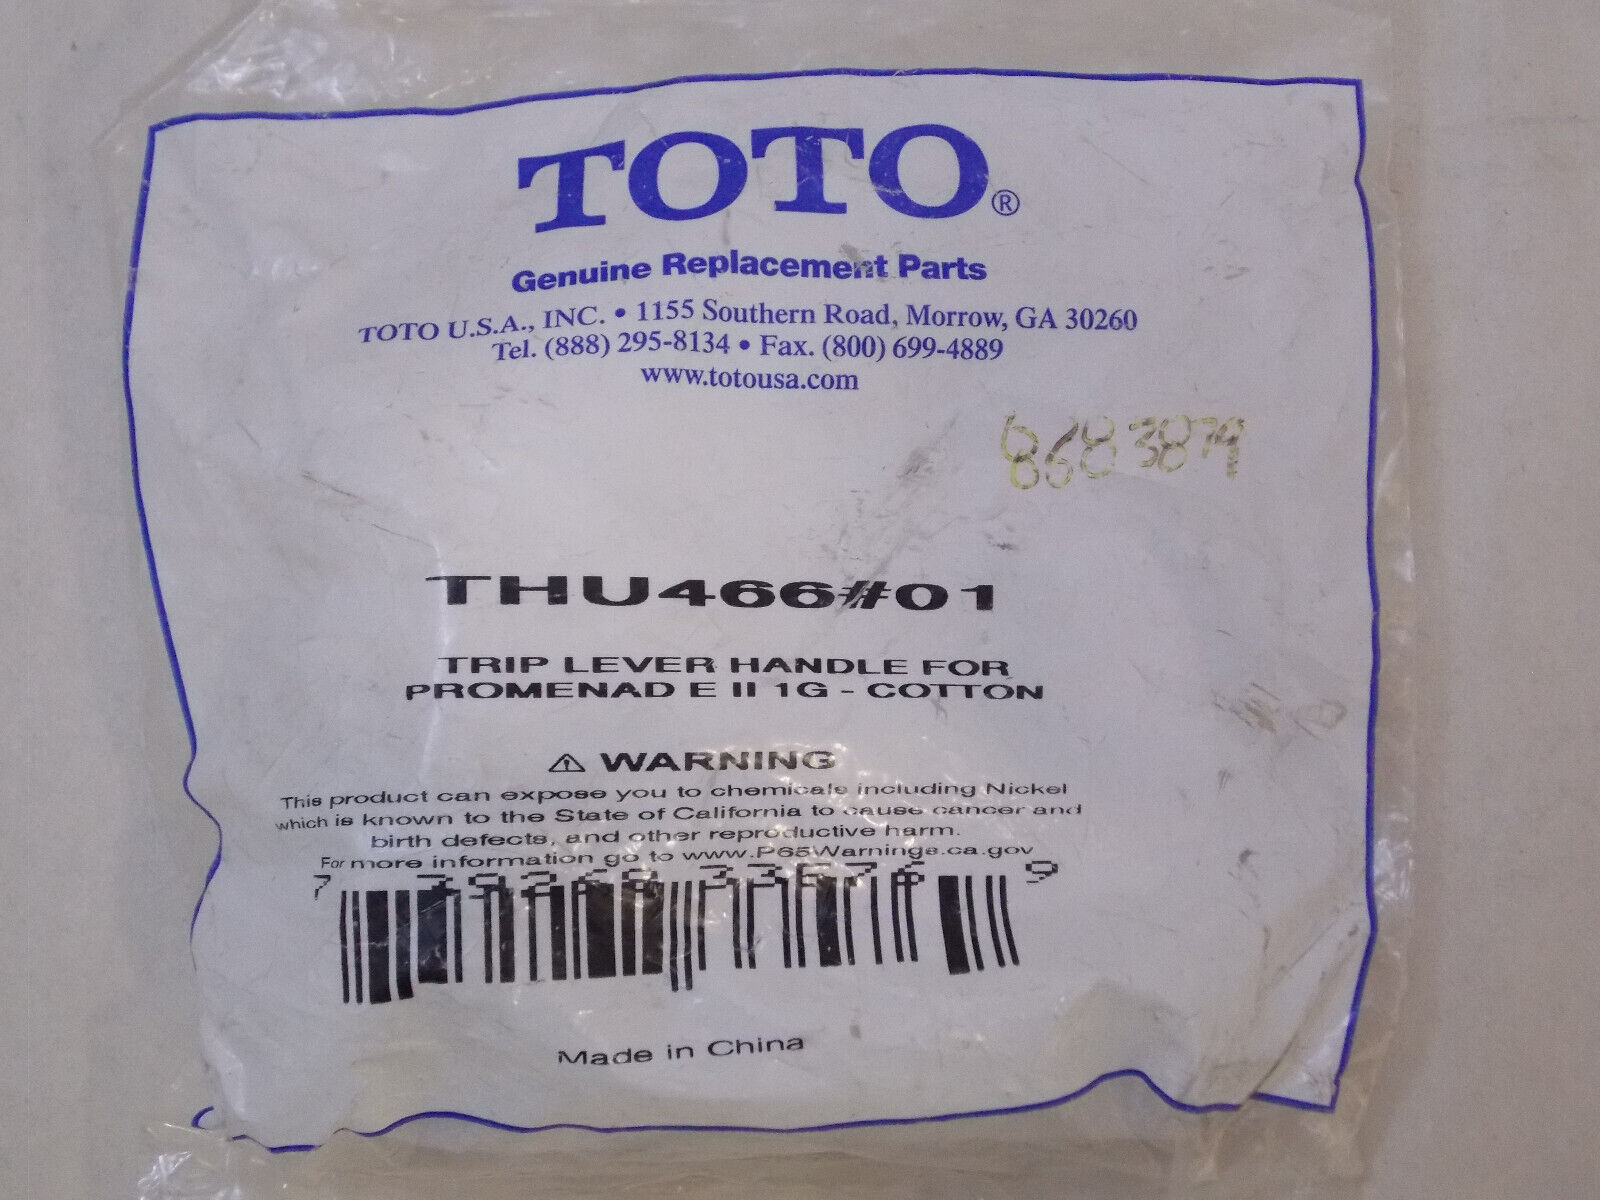 TOTO®
Genuine Replacement Parts
TOTO U.S.A., INC. • 1155 Southern Road, Morrow, GA 30260
Tel. (888) 295-8134 • Fax. (800) 699-4889
www.totousa.com
THU466#01
TRIP LEVER HANDLE FOR
PROMENAD E II 1G - COTTON
⚠ WARNING
This product can expose you to chemicals including Nickel
which is known to the State of California to cause cancer and
birth defects, and other reproductive harm.
For more information go to www.P65Warnings.ca.gov
7 9
Made in China